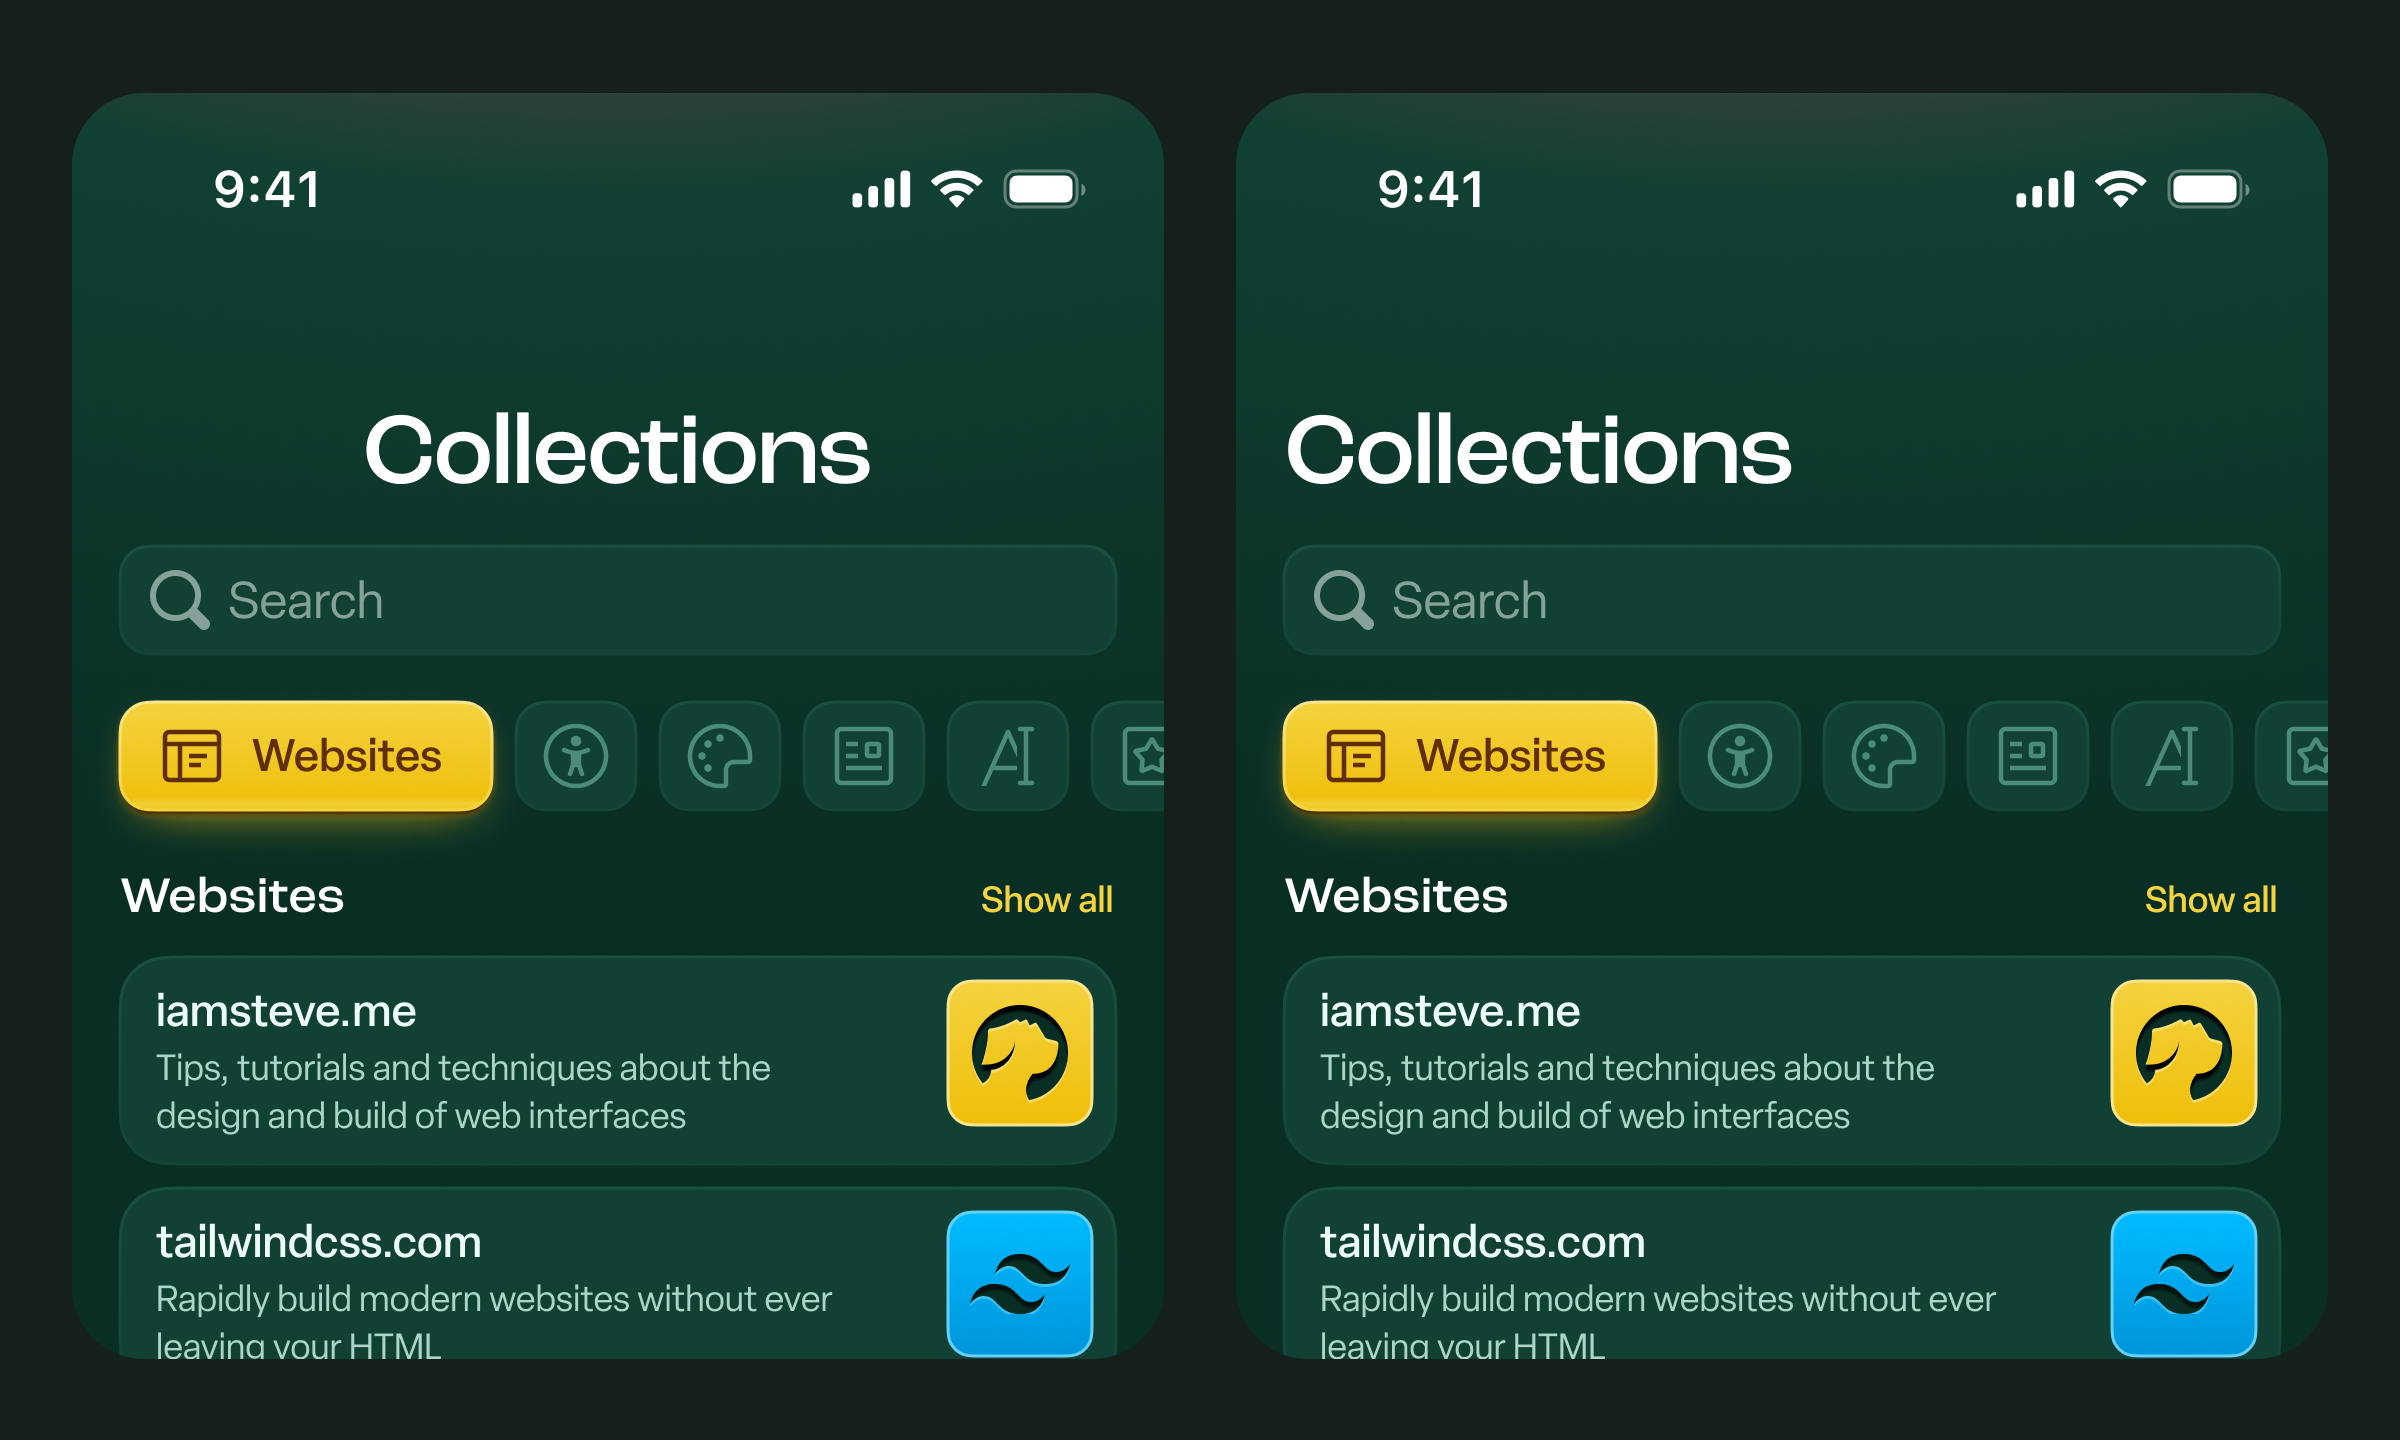 9:41
Collections
Search
Websites
Websites
Show all
iamsteve.me
Tips, tutorials and techniques about the
design and build of web interfaces
tailwindcss.com
Rapidly build modern websites without ever
leaving your HTML
9:41
Collections
Search
Websites
Websites
Show all
iamsteve.me
Tips, tutorials and techniques about the
design and build of web interfaces
tailwindcss.com
Rapidly build modern websites without ever
leaving your HTML